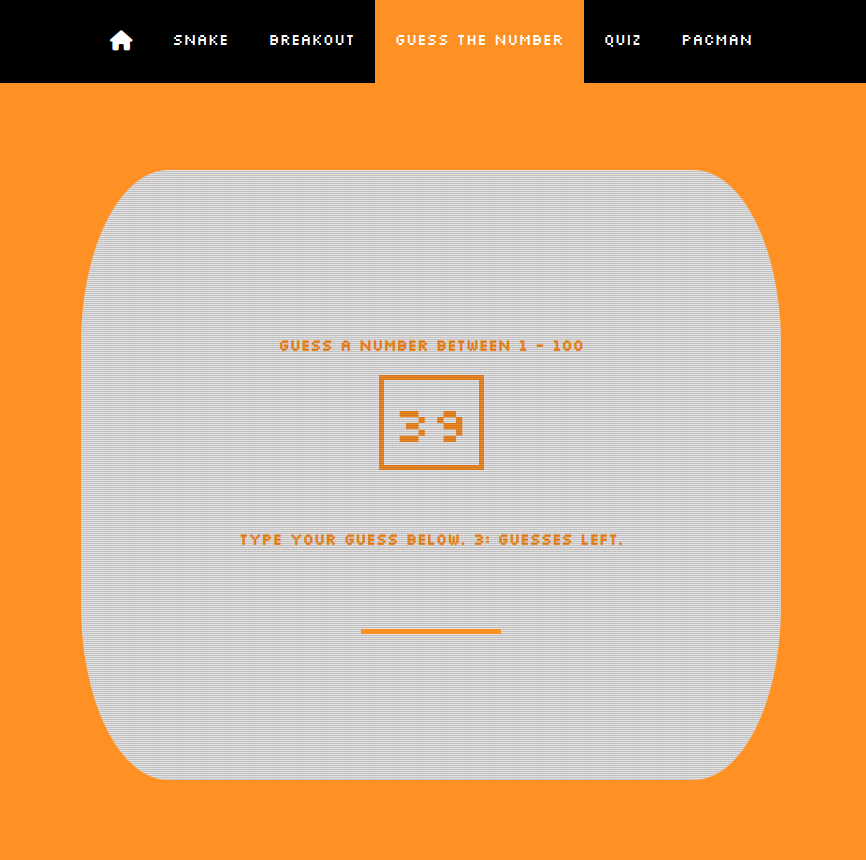 SNAKE BREAKOUT GUESS THE NUMBER QUIZ PACMAN
GUESS A NUMBER BETWEEN 1 - 100
39
TYPE YOUR GUESS BELOW. 3: GUESSES LEFT.